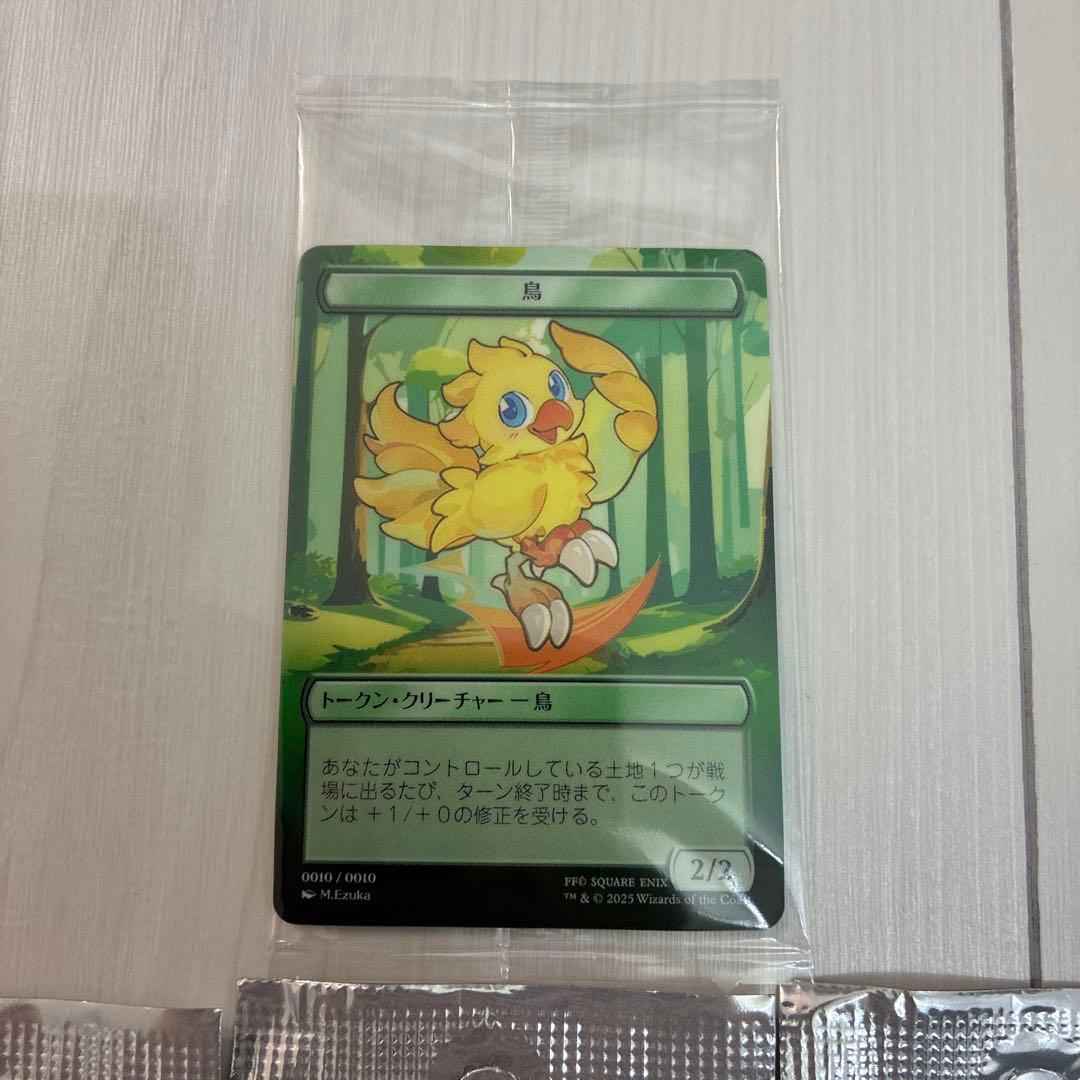 鳥
トークン・クリーチャー ー 鳥
あなたがコントロールしている土地1つが戦
場に出るたび、ターン終了時まで、このトーク
ンは +1/+0の修正を受ける。
2/2
0010 / 0010
M.Ezuka
FF© SQUARE ENIX
™ & © 2025 Wizards of the Coast